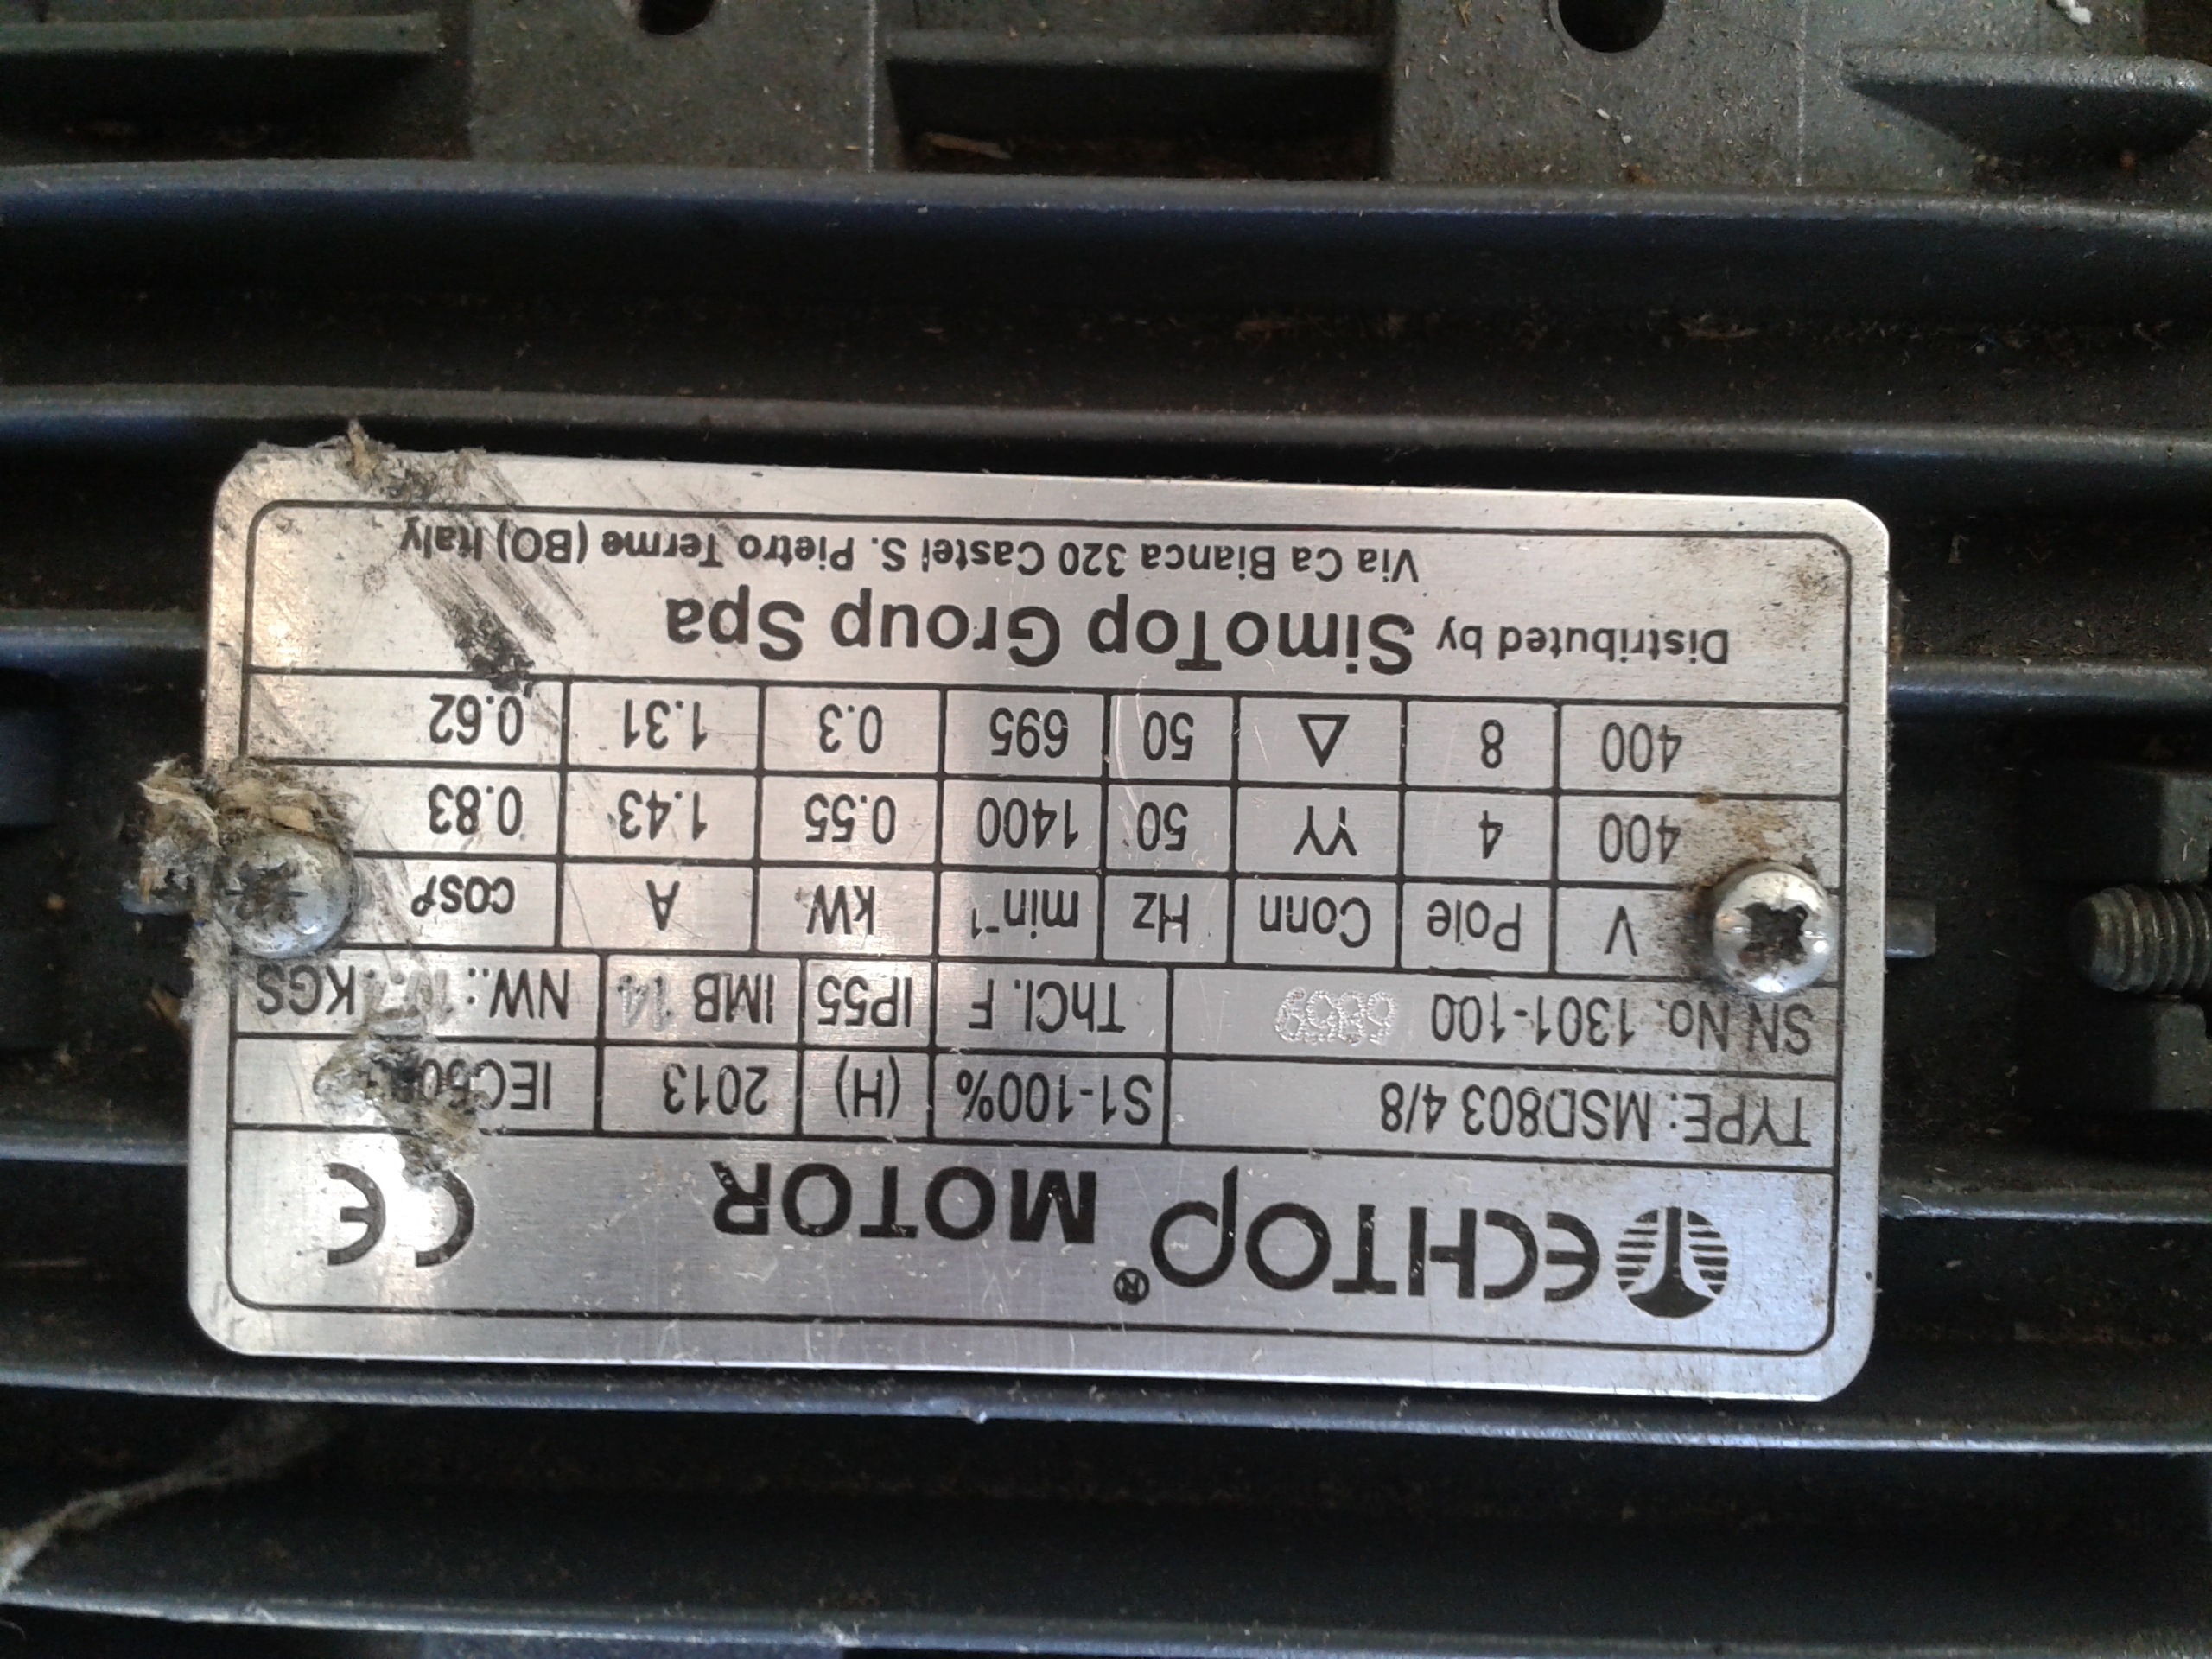 TECHTOP® MOTOR CE
TYPE: MSD803 4/8 S1-100% (H) 2013
SN No. 1301-100 ThCl. F IP55 IMB 14 NW.: KGS
V Pole Conn Hz min⁻¹ kW A cosφ
400 4 YY 50 1400 0.55 1.43 0.83
400 8 Δ 50 695 0.3 1.31 0.62
Distributed by SimoTop Group Spa
Via Ca Bianca 320 Castel S. Pietro Terme (BO) Italy